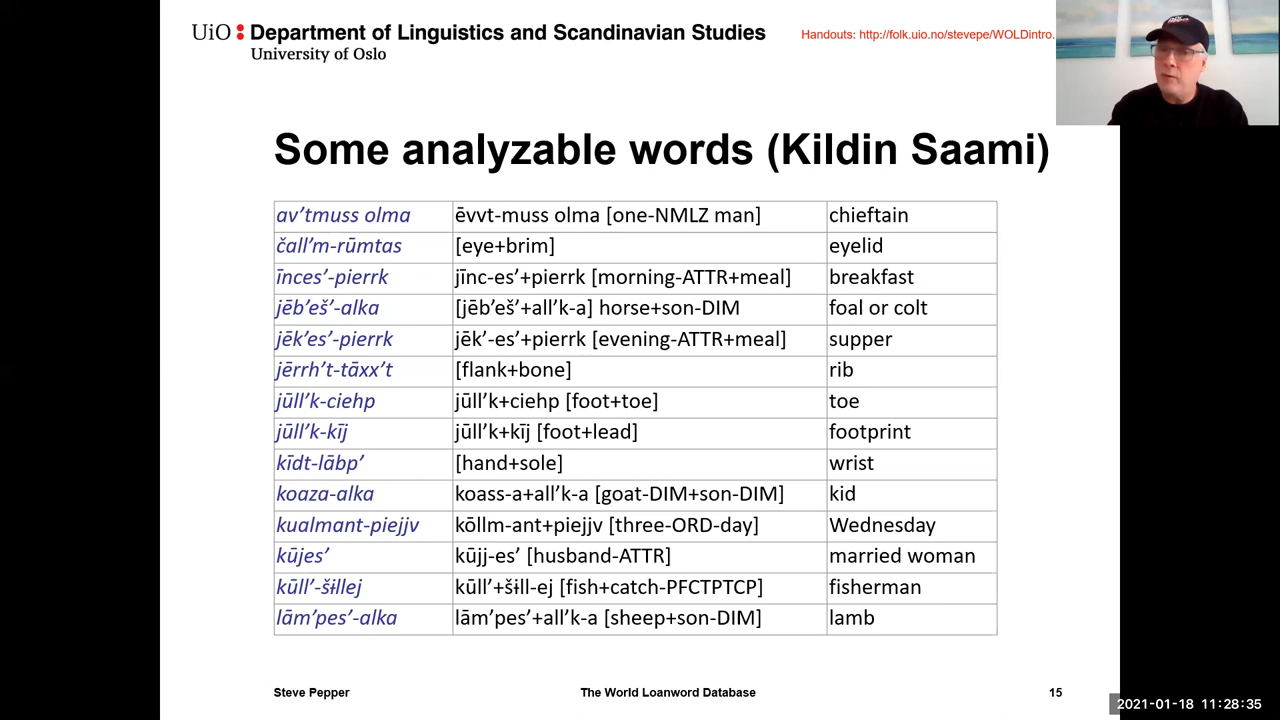 UiO : Department of Linguistics and Scandinavian Studies
University of Oslo
Handouts: http://folk.uio.no/stevepe/WOLDintro.
Some analyzable words (Kildin Saami)
av’tmuss olma ēvvt-muss olma [one-NMLZ man] chieftain
čall’m-rūmtas [eye+brim] eyelid
īnces’-pierrk jīnc-es’+pierrk [morning-ATTR+meal] breakfast
jēb’eš’-alka [jēb’eš’+all’k-a] horse+son-DIM foal or colt
jēk’es’-pierrk jēk’-es’+pierrk [evening-ATTR+meal] supper
jērrh’t-tāxx’t [flank+bone] rib
jūll’k-ciehp jūll’k+ciehp [foot+toe] toe
jūll’k-kīj jūll’k+kīj [foot+lead] footprint
kīdt-lābp’ [hand+sole] wrist
koaza-alka koass-a+all’k-a [goat-DIM+son-DIM] kid
kualmant-piejjv kōllm-ant+piejjv [three-ORD-day] Wednesday
kūjes’ kūjj-es’ [husband-ATTR] married woman
kūll’-šɨllej kūll’+šɨll-ej [fish+catch-PFCTPTCP] fisherman
lām’pes’-alka lām’pes’+all’k-a [sheep+son-DIM] lamb
Steve Pepper The World Loanword Database 15
2021-01-18 11:28:35